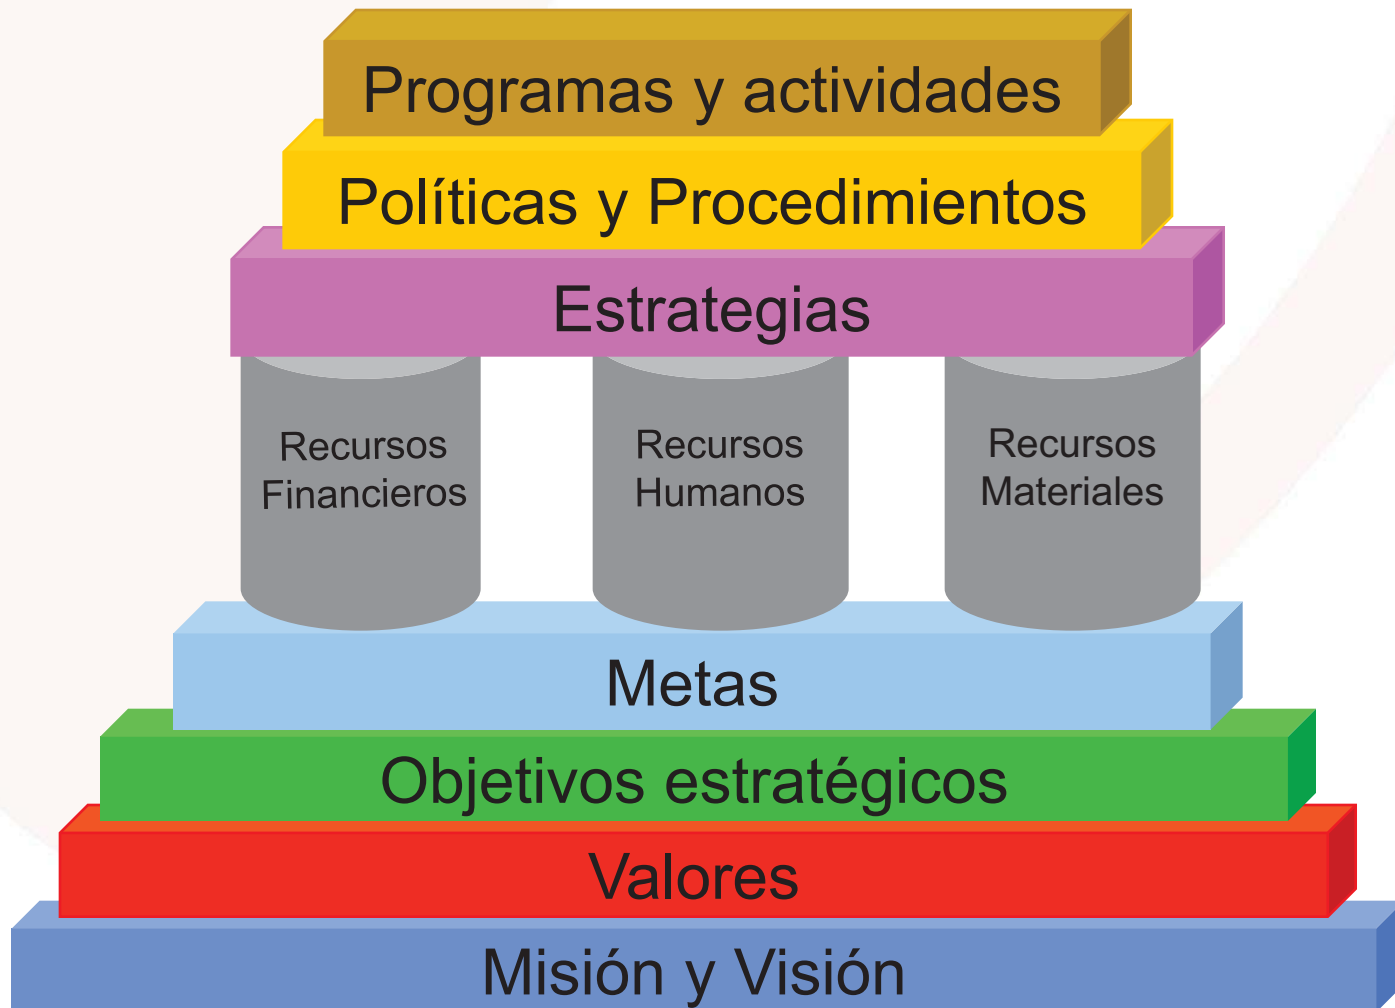 Programas y actividades
Políticas y Procedimientos
Estrategias
Recursos
Financieros
Recursos
Humanos
Recursos
Materiales
Metas
Objetivos estratégicos
Valores
Misión y Visión